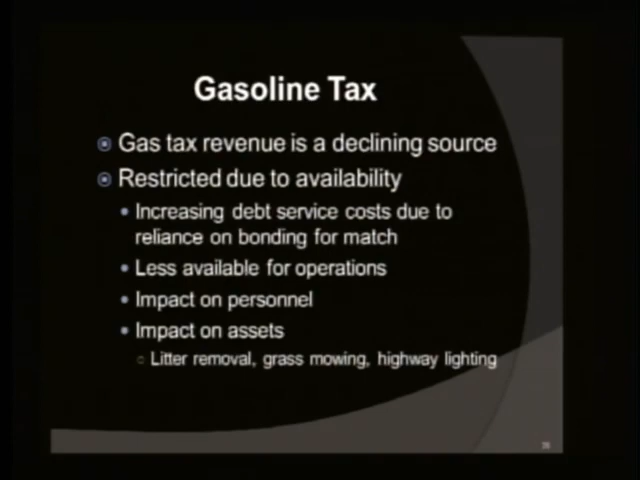 Gasoline Tax
Gas tax revenue is a declining source
Restricted due to availability
Increasing debt service costs due to
reliance on bonding for match
Less available for operations
Impact on personnel
Impact on assets
Litter removal, grass mowing, highway lighting